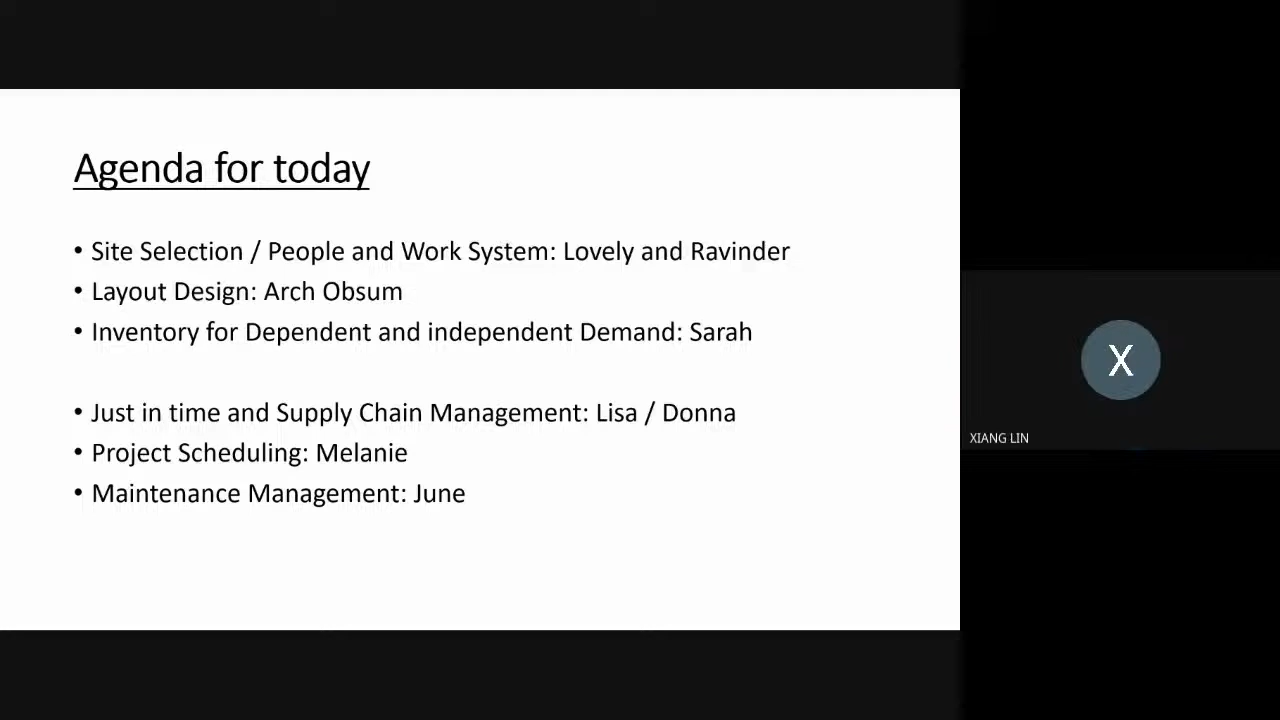 Agenda for today
• Site Selection / People and Work System: Lovely and Ravinder
• Layout Design: Arch Obsum
• Inventory for Dependent and independent Demand: Sarah
• Just in time and Supply Chain Management: Lisa / Donna
• Project Scheduling: Melanie
• Maintenance Management: June
X
XIANG LIN